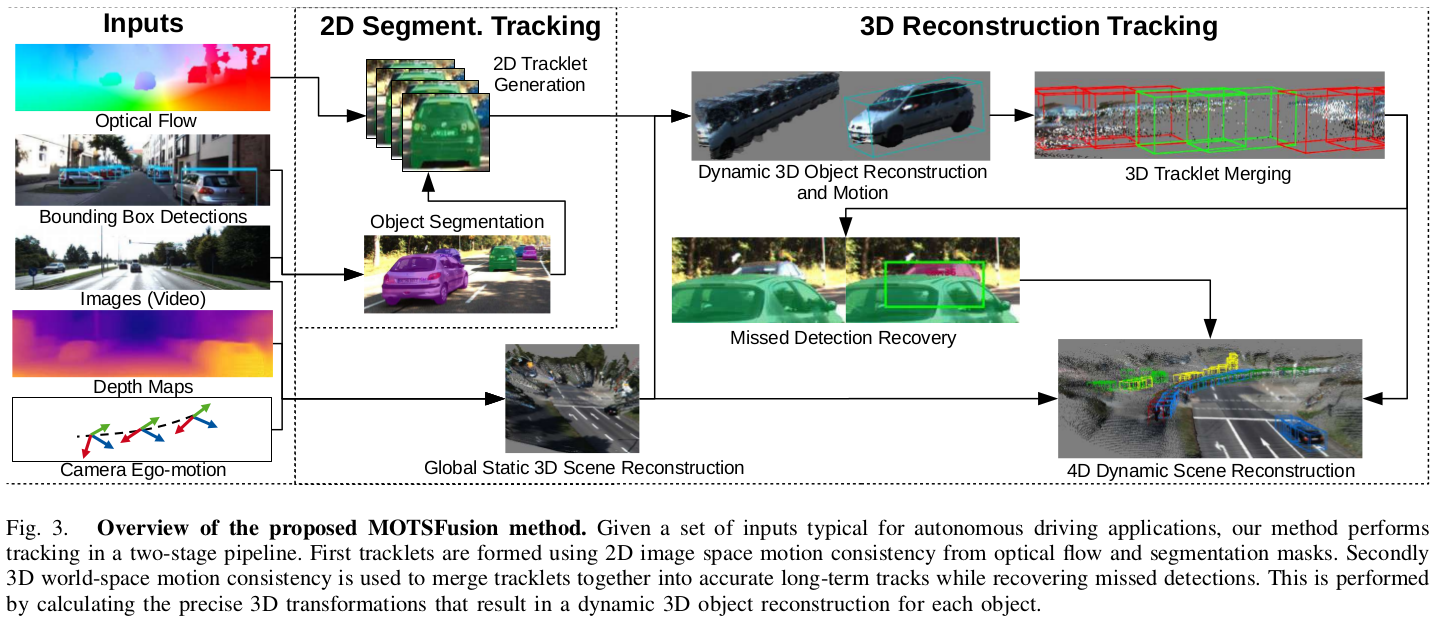 Inputs
2D Segment. Tracking
3D Reconstruction Tracking
Optical Flow
Bounding Box Detections
Images (Video)
Depth Maps
Camera Ego-motion
2D Tracklet
Generation
Object Segmentation
Global Static 3D Scene Reconstruction
Dynamic 3D Object Reconstruction
and Motion
3D Tracklet Merging
Missed Detection Recovery
4D Dynamic Scene Reconstruction
Fig. 3. Overview of the proposed MOTSFusion method. Given a set of inputs typical for autonomous driving applications, our method performs
tracking in a two-stage pipeline. First tracklets are formed using 2D image space motion consistency from optical flow and segmentation masks. Secondly
3D world-space motion consistency is used to merge tracklets together into accurate long-term tracks while recovering missed detections. This is performed
by calculating the precise 3D transformations that result in a dynamic 3D object reconstruction for each object.